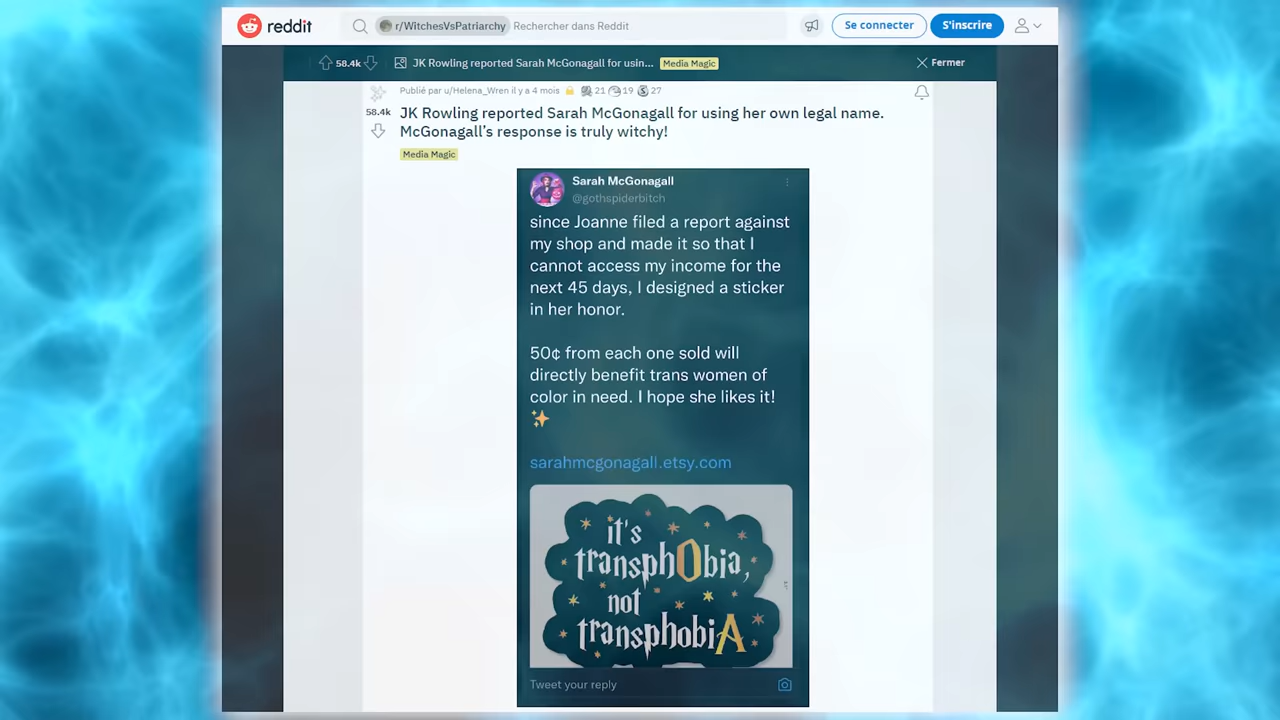 reddit
r/WitchesVsPatriarchy Rechercher dans Reddit
Se connecter
S'inscrire
58.4k
JK Rowling reported Sarah McGonagall for usin...
Media Magic
Fermer
Publié par u/Helena_Wren il y a 4 mois 21 19 27
58.4k
JK Rowling reported Sarah McGonagall for using her own legal name.
McGonagall's response is truly witchy!
Media Magic
Sarah McGonagall
@gothspiderbitch
since Joanne filed a report against
my shop and made it so that I
cannot access my income for the
next 45 days, I designed a sticker
in her honor.
50¢ from each one sold will
directly benefit trans women of
color in need. I hope she likes it!
sarahmcgonagall.etsy.com
it's
transphObia,
not
transphobiA
Tweet your reply